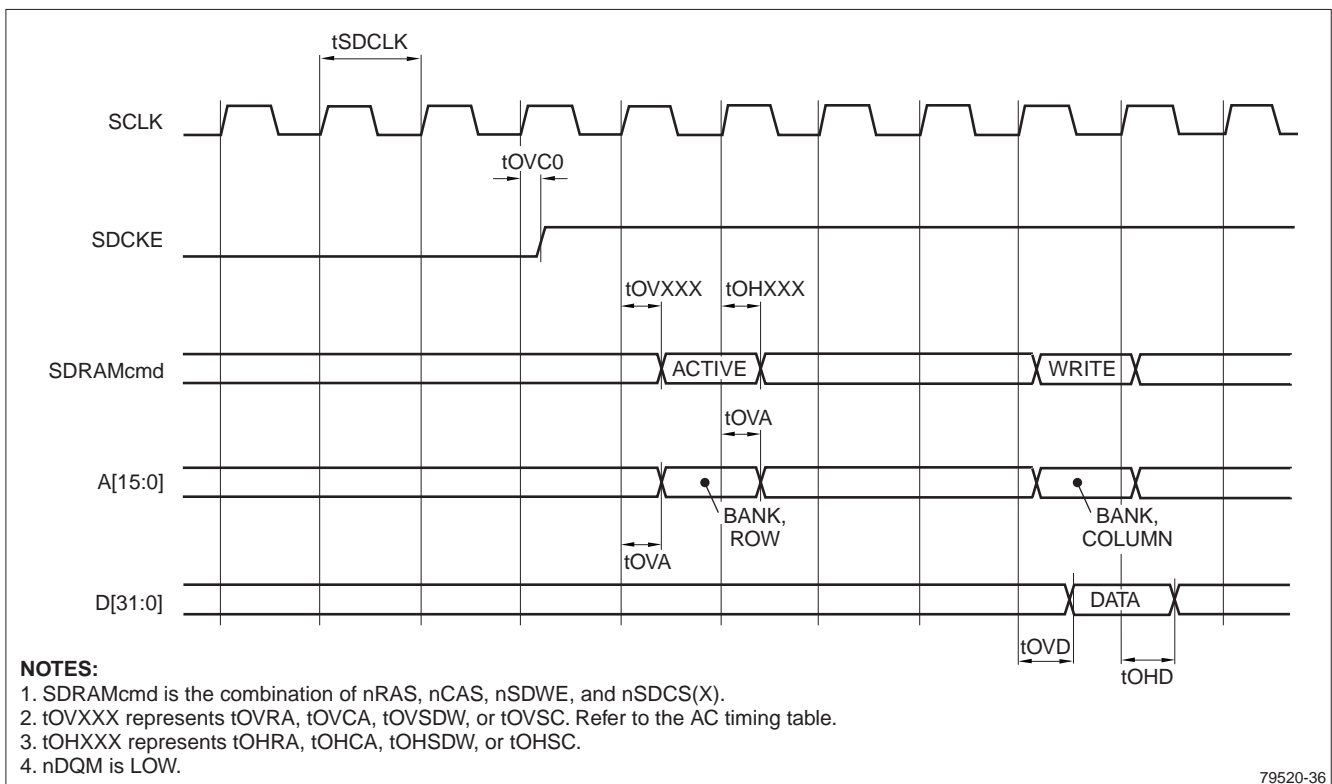 tSDCLK
SCLK
tOVC0
SDCKE
tOVXXX
tOHXXX
SDRAMcmd
ACTIVE
WRITE
tOVA
A[15:0]
BANK,
ROW
BANK,
COLUMN
tOVA
D[31:0]
DATA
tOVD
tOHD
NOTES:
1. SDRAMcmd is the combination of nRAS, nCAS, nSDWE, and nSDCS(X).
2. tOVXXX represents tOVRA, tOVCA, tOVSDW, or tOVSC. Refer to the AC timing table.
3. tOHXXX represents tOHRA, tOHCA, tOHSDW, or tOHSC.
4. nDQM is LOW.
79520-36